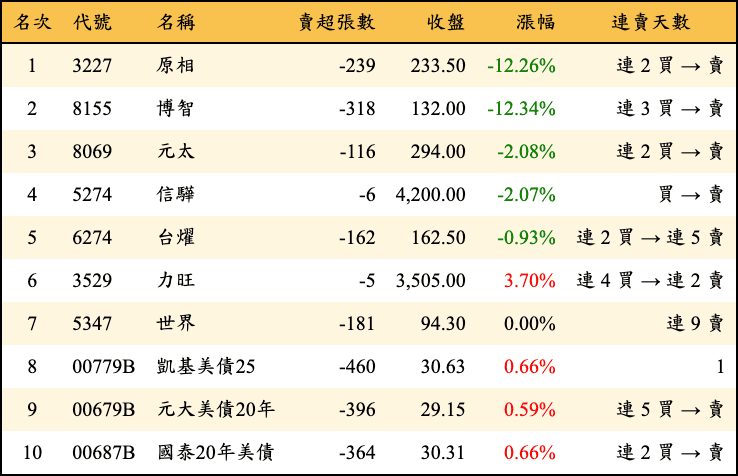 名次 代號 名稱 賣超張數 收盤 漲幅 連賣天數
1 3227 原相 -239 233.50 -12.26% 連 2 買 → 賣
2 8155 博智 -318 132.00 -12.34% 連 3 買 → 賣
3 8069 元太 -116 294.00 -2.08% 連 2 買 → 賣
4 5274 信驊 -6 4,200.00 -2.07% 買 → 賣
5 6274 台燿 -162 162.50 -0.93% 連 2 買 → 連 5 賣
6 3529 力旺 -5 3,505.00 3.70% 連 4 買 → 連 2 賣
7 5347 世界 -181 94.30 0.00% 連 9 賣
8 00779B 凱基美債25 -460 30.63 0.66% 1
9 00679B 元大美債20年 -396 29.15 0.59% 連 5 買 → 賣
10 00687B 國泰20年美債 -364 30.31 0.66% 連 2 買 → 賣